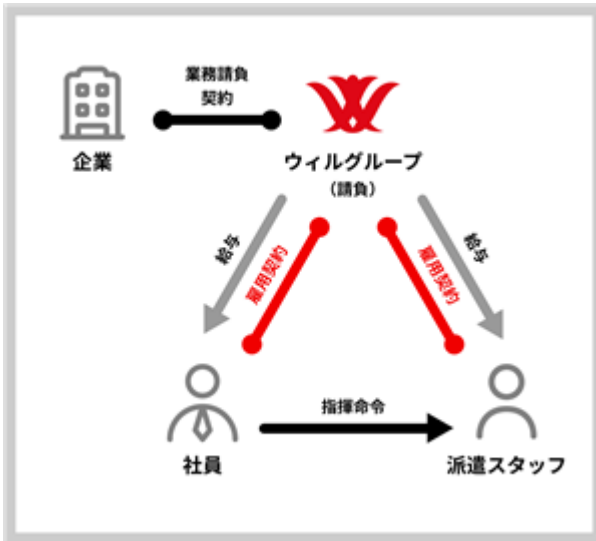 業務請負
契約
企業
ウィルグループ
（請負）
給与
雇用契約
雇用契約
給与
指揮命令
社員
派遣スタッフ